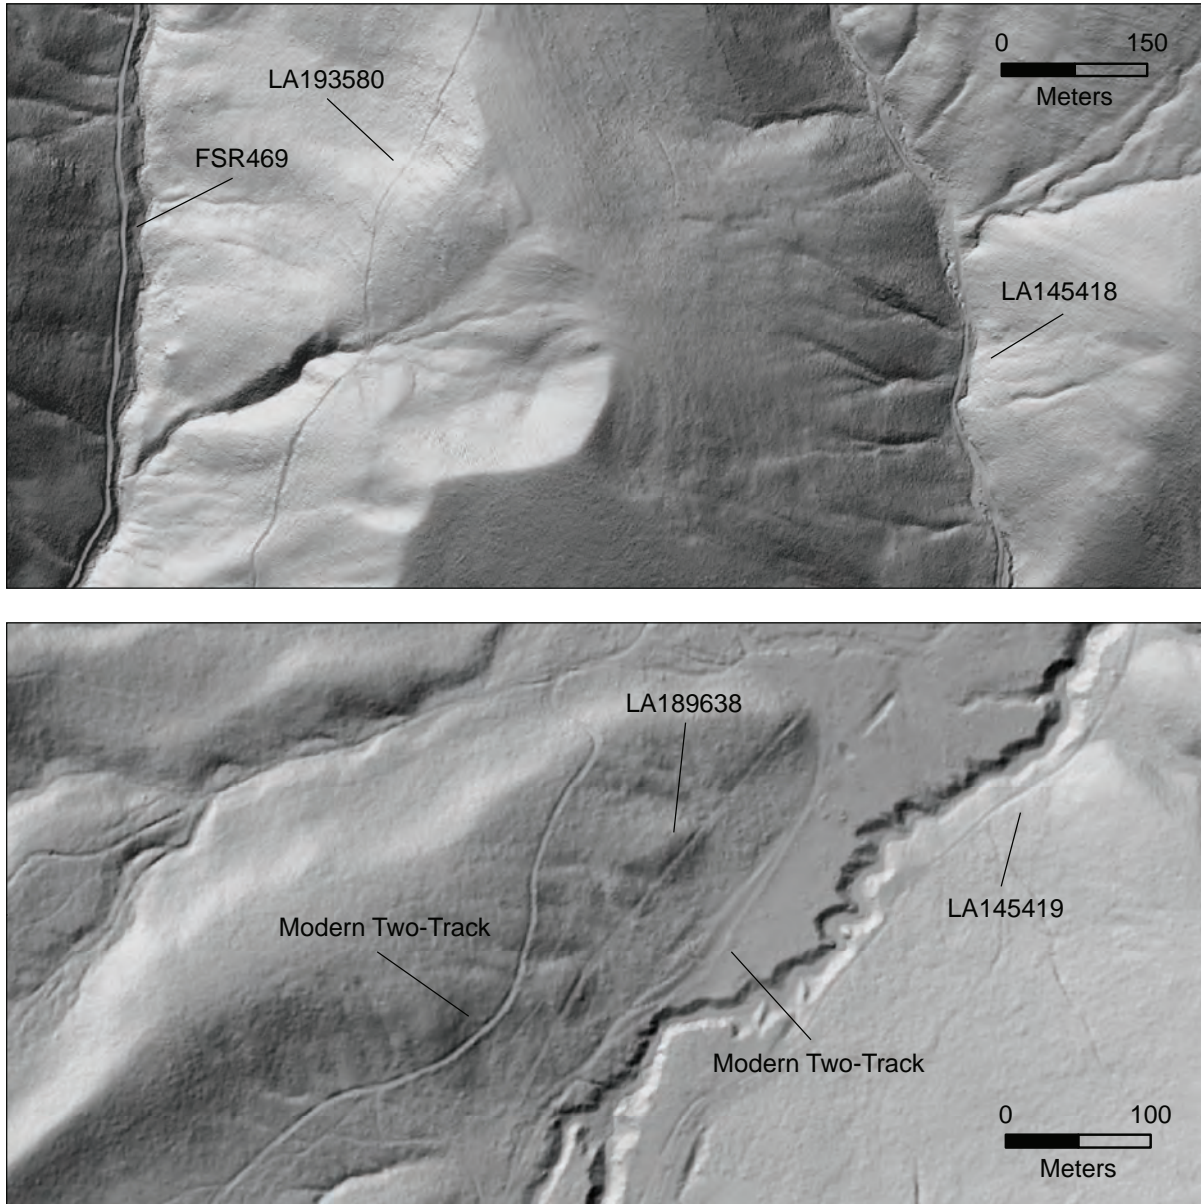 0 150
Meters
LA193580
FSR469
LA145418
LA189638
LA145419
Modern Two-Track
Modern Two-Track
0 100
Meters